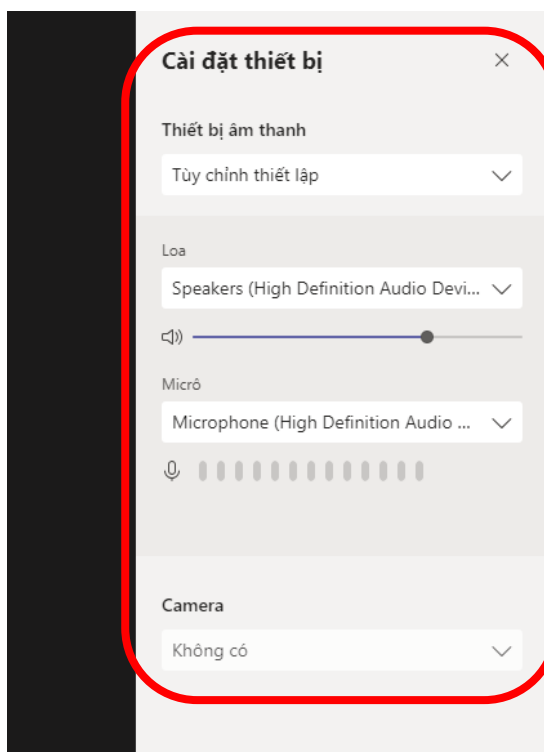 Cài đặt thiết bị
Thiết bị âm thanh
Tùy chỉnh thiết lập
Loa
Speakers (High Definition Audio Devi...
Micrô
Microphone (High Definition Audio ...
Camera
Không có